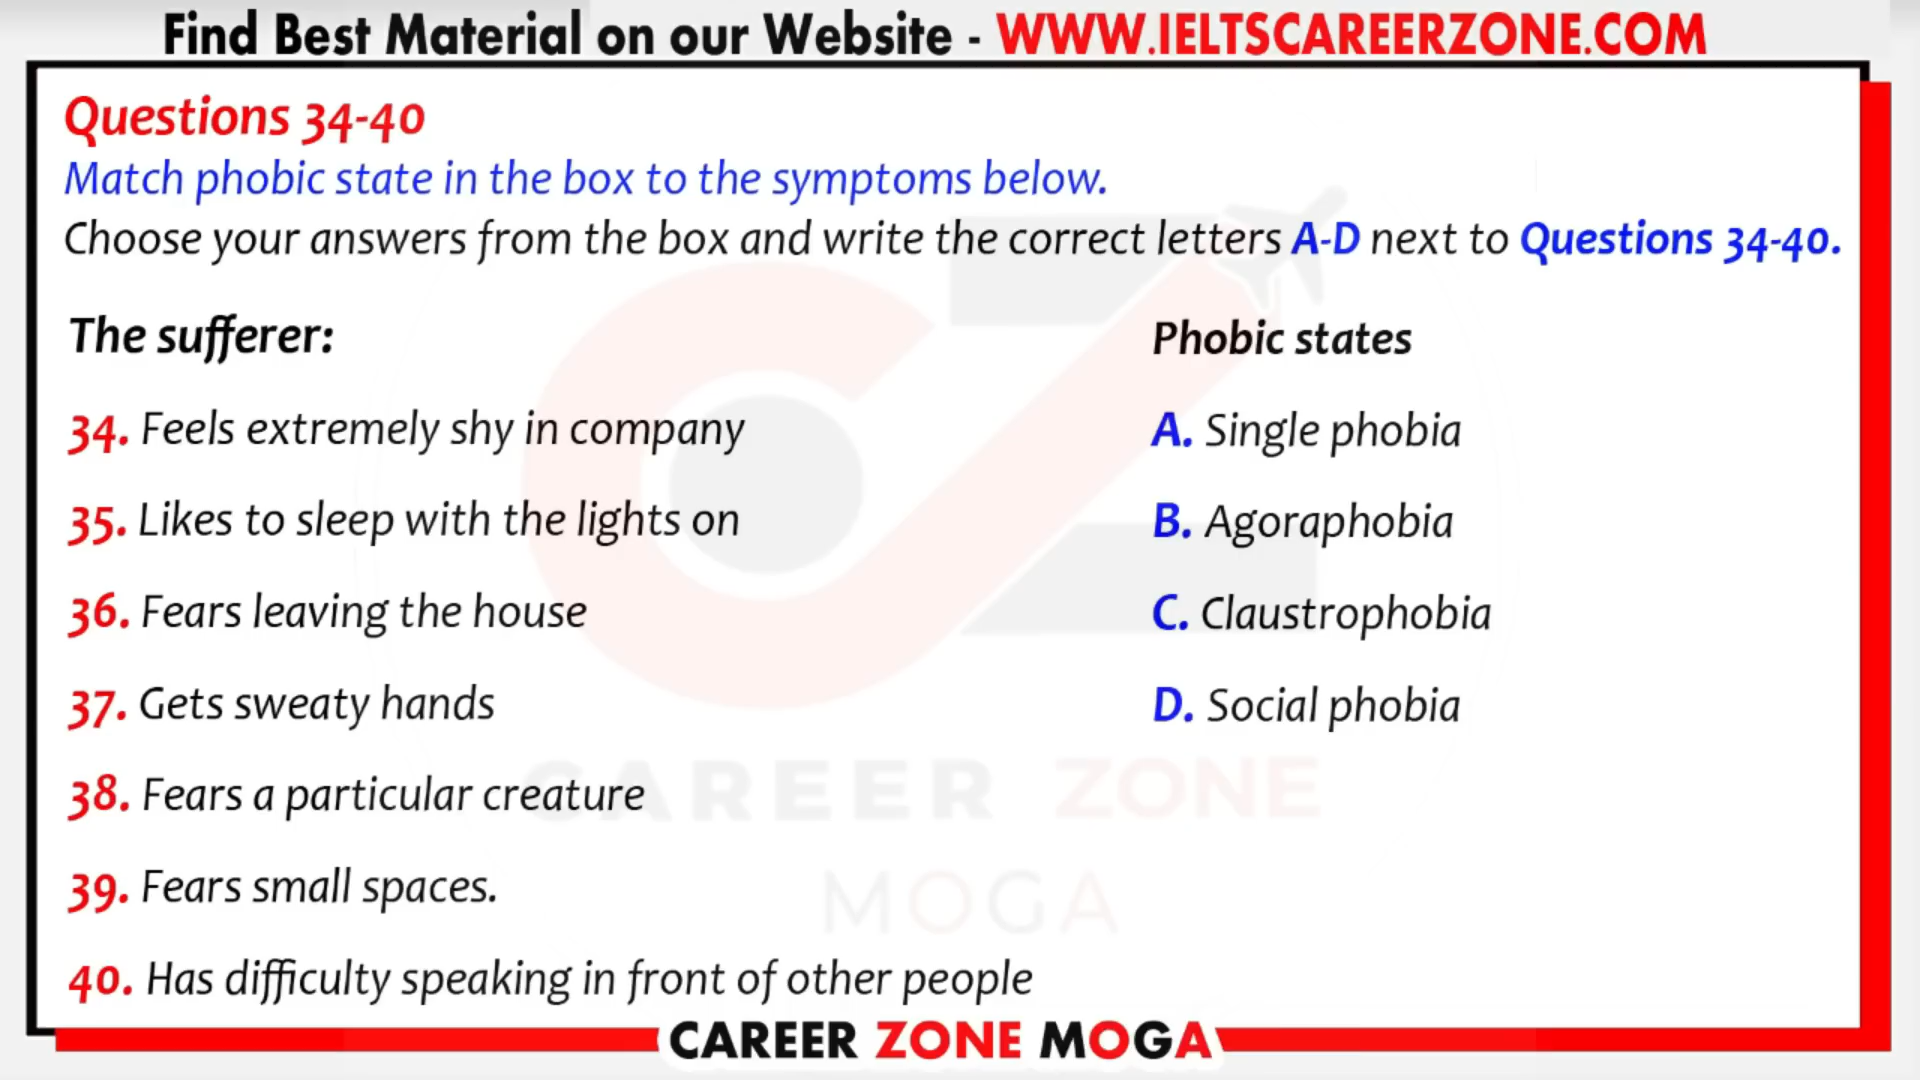 Find Best Material on our Website - WWW.IELTSCAREERZONE.COM
Questions 34-40
Match phobic state in the box to the symptoms below.
Choose your answers from the box and write the correct letters A-D next to Questions 34-40.
The sufferer:
34. Feels extremely shy in company
35. Likes to sleep with the lights on
36. Fears leaving the house
37. Gets sweaty hands
38. Fears a particular creature
39. Fears small spaces.
40. Has difficulty speaking in front of other people
Phobic states
A. Single phobia
B. Agoraphobia
C. Claustrophobia
D. Social phobia
CAREER ZONE
MOGA
CAREER ZONE MOGA